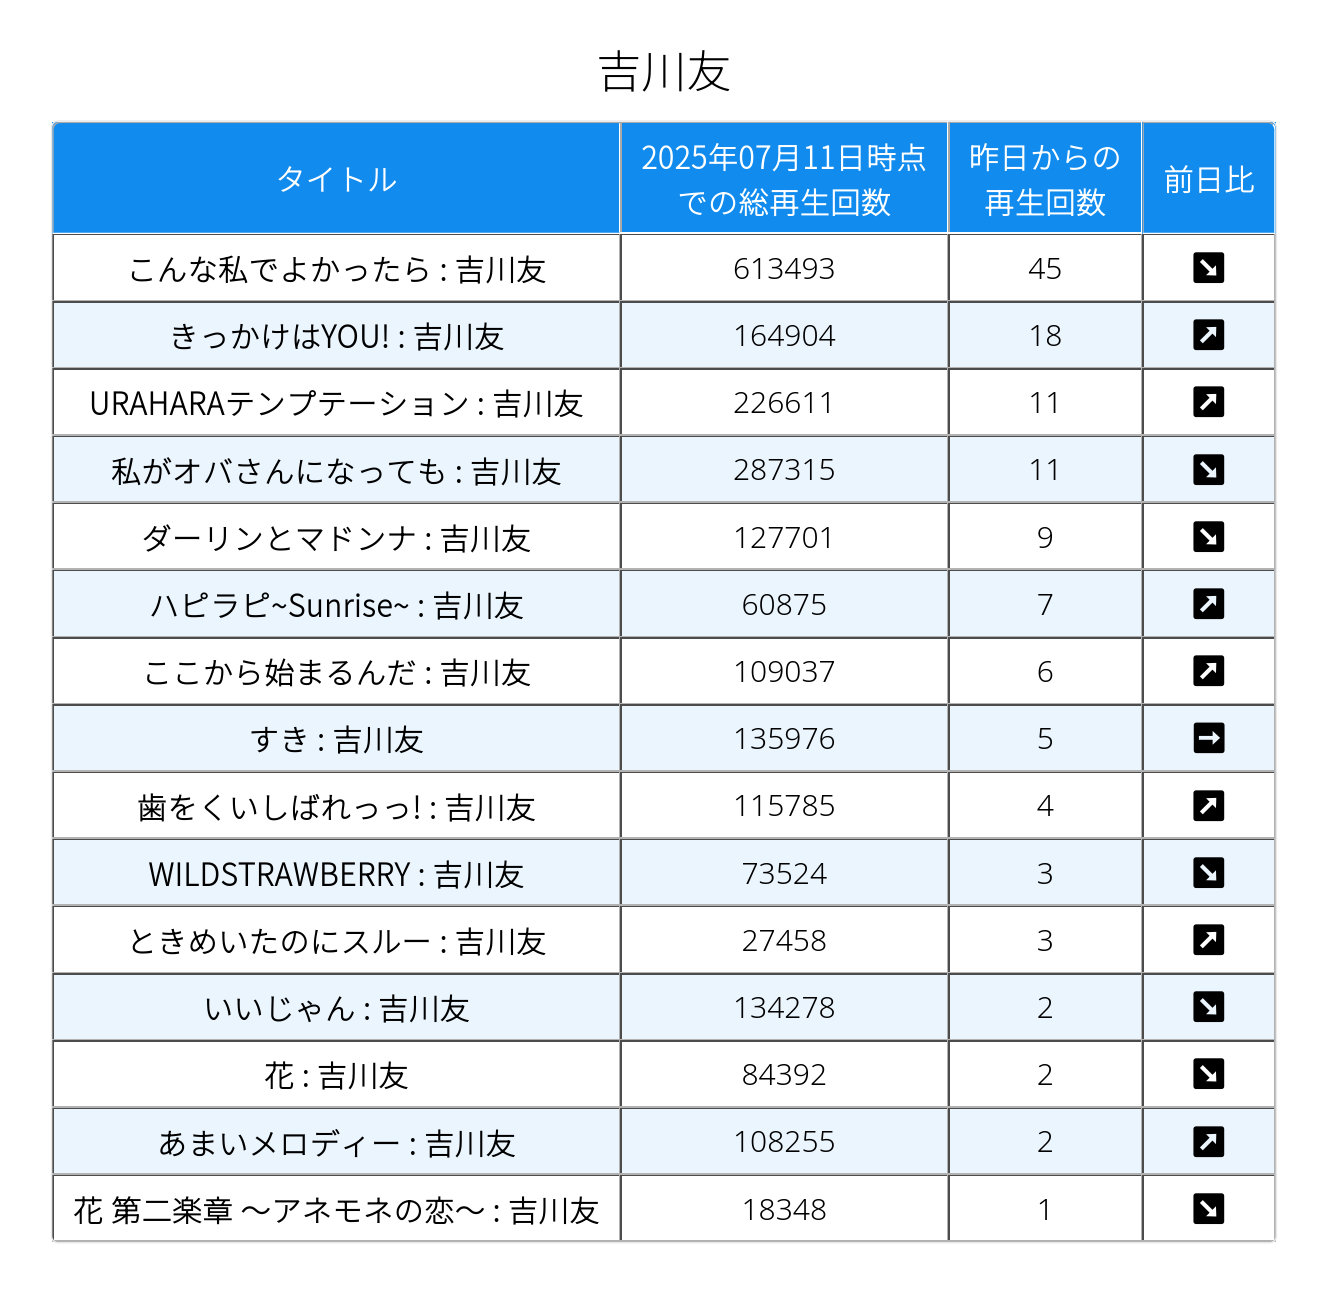 吉川友
タイトル
2025年07月11日時点
での総再生回数
昨日からの
再生回数
前日比
こんな私でよかったら : 吉川友 613493 45 ↘
きっかけはYOU! : 吉川友 164904 18 ↗
URAHARAテンプテーション : 吉川友 226611 11 ↗
私がオバさんになっても : 吉川友 287315 11 ↘
ダーリンとマドンナ : 吉川友 127701 9 ↘
ハピラピ~Sunrise~ : 吉川友 60875 7 ↗
ここから始まるんだ : 吉川友 109037 6 ↗
すき : 吉川友 135976 5 →
歯をくいしばれっっ! : 吉川友 115785 4 ↗
WILDSTRAWBERRY : 吉川友 73524 3 ↘
ときめいたのにスルー : 吉川友 27458 3 ↗
いいじゃん : 吉川友 134278 2 ↘
花 : 吉川友 84392 2 ↘
あまいメロディー : 吉川友 108255 2 ↗
花 第二楽章 〜アネモネの恋〜 : 吉川友 18348 1 ↘